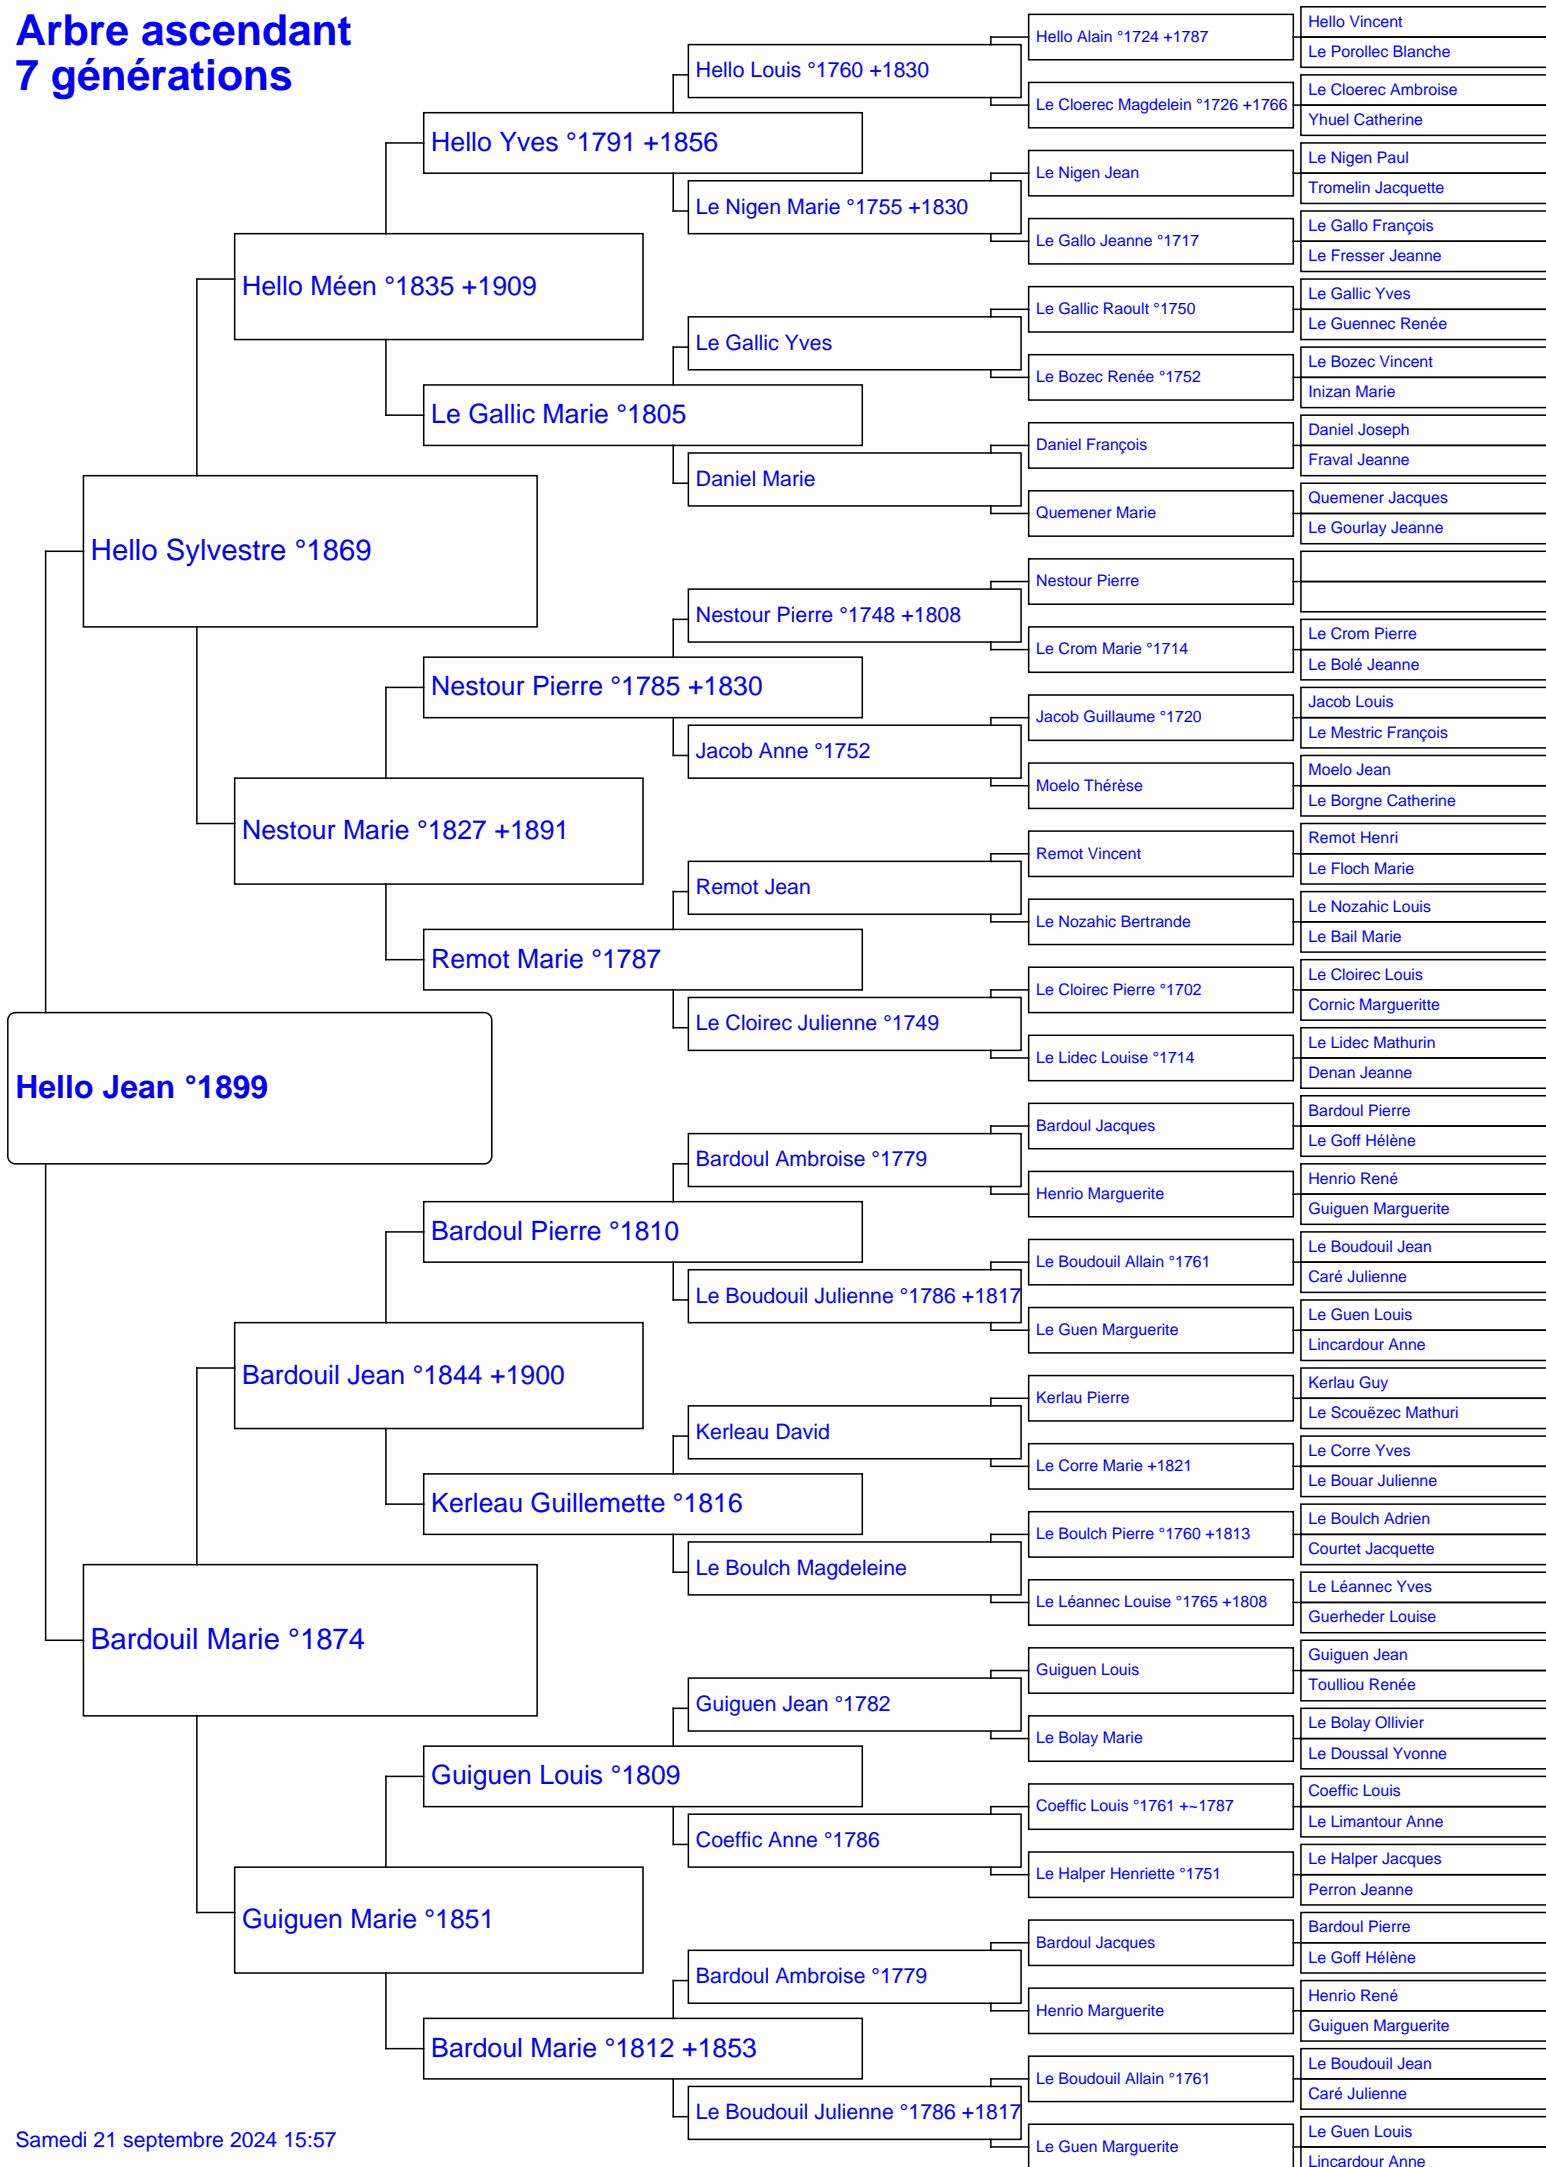 Arbre ascendant
7 générations
Hello Jean °1899
Hello Sylvestre °1869
Bardouil Marie °1874
Hello Méen °1835 +1909
Nestour Marie °1827 +1891
Bardouil Jean °1844 +1900
Guiguen Marie °1851
Hello Yves °1791 +1856
Le Gallic Marie °1805
Nestour Pierre °1785 +1830
Remot Marie °1787
Bardoul Pierre °1810
Kerleau Guillemette °1816
Guiguen Louis °1809
Bardoul Marie °1812 +1853
Hello Louis °1760 +1830
Le Nigen Marie °1755 +1830
Le Gallic Yves
Daniel Marie
Nestour Pierre °1748 +1808
Jacob Anne °1752
Remot Jean
Le Cloirec Julienne °1749
Bardoul Ambroise °1779
Le Boudouil Julienne °1786 +1817
Kerleau David
Le Boulch Magdeleine
Guiguen Jean °1782
Coeffic Anne °1786
Bardoul Ambroise °1779
Le Boudouil Julienne °1786 +1817
Hello Alain °1724 +1787
Le Cloerec Magdelein °1726 +1766
Le Nigen Jean
Le Gallo Jeanne °1717
Le Gallic Raoult °1750
Le Bozec Renée °1752
Daniel François
Quemener Marie
Nestour Pierre
Le Crom Marie °1714
Jacob Guillaume °1720
Moelo Thérèse
Remot Vincent
Le Nozahic Bertrande
Le Cloirec Pierre °1702
Le Lidec Louise °1714
Bardoul Jacques
Henrio Marguerite
Le Boudouil Allain °1761
Le Guen Marguerite
Kerlau Pierre
Le Corre Marie +1821
Le Boulch Pierre °1760 +1813
Le Léannec Louise °1765 +1808
Guiguen Louis
Le Bolay Marie
Coeffic Louis °1761 +~1787
Le Halper Henriette °1751
Bardoul Jacques
Henrio Marguerite
Le Boudouil Allain °1761
Le Guen Marguerite
Hello Vincent
Le Porollec Blanche
Le Cloerec Ambroise
Yhuel Catherine
Le Nigen Paul
Tromelin Jacquette
Le Gallo François
Le Fresser Jeanne
Le Gallic Yves
Le Guennec Renée
Le Bozec Vincent
Inizan Marie
Daniel Joseph
Fraval Jeanne
Quemener Jacques
Le Gourlay Jeanne
Le Crom Pierre
Le Bolé Jeanne
Jacob Louis
Le Mestric François
Moelo Jean
Le Borgne Catherine
Remot Henri
Le Floch Marie
Le Nozahic Louis
Le Bail Marie
Le Cloirec Louis
Cornic Margueritte
Le Lidec Mathurin
Denan Jeanne
Bardoul Pierre
Le Goff Hélène
Henrio René
Guiguen Marguerite
Le Boudouil Jean
Caré Julienne
Le Guen Louis
Lincardour Anne
Kerlau Guy
Le Scouëzec Mathuri
Le Corre Yves
Le Bouar Julienne
Le Boulch Adrien
Courtet Jacquette
Le Léannec Yves
Guerheder Louise
Guiguen Jean
Toulliou Renée
Le Bolay Ollivier
Le Doussal Yvonne
Coeffic Louis
Le Limantour Anne
Le Halper Jacques
Perron Jeanne
Bardoul Pierre
Le Goff Hélène
Henrio René
Guiguen Marguerite
Le Boudouil Jean
Caré Julienne
Le Guen Louis
Lincardour Anne
Samedi 21 septembre 2024 15:57